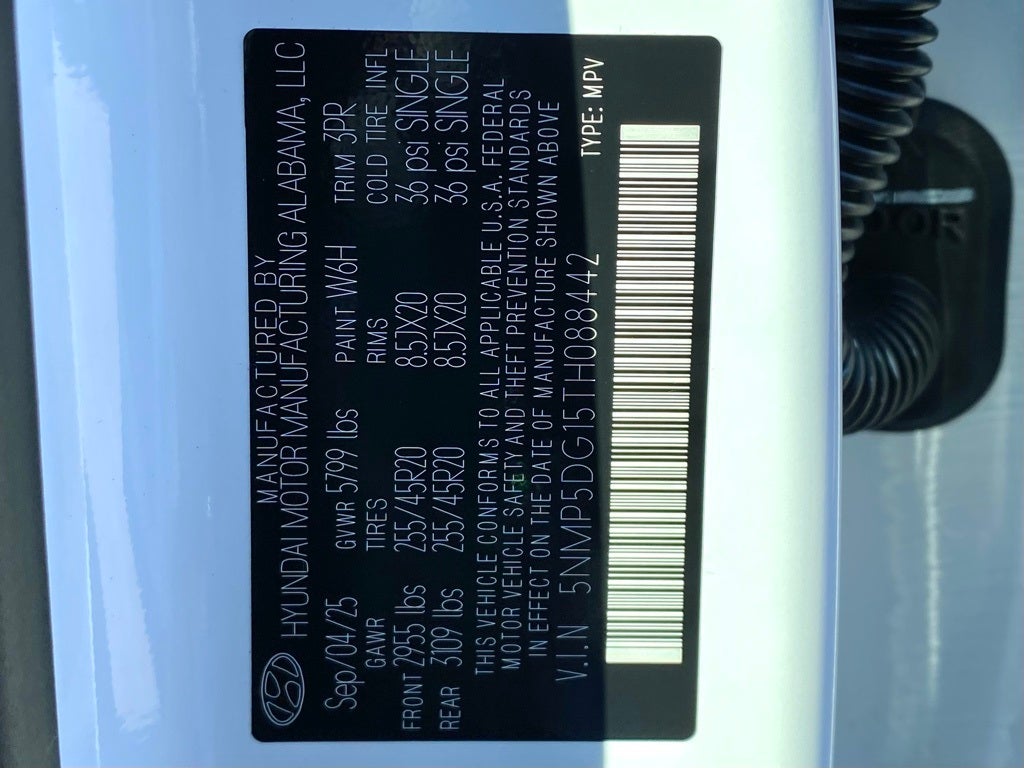 MANUFACTURED BY
HYUNDAI MOTOR MANUFACTURING ALABAMA, LLC
Sep/04/25 GVWR 5799 lbs PAINT W6H TRIM 3PR
GAWR TIRES RIMS COLD TIRE INFL
FRONT 2955 lbs 255/45R20 8.5JX20 36 psi SINGLE
REAR 3109 lbs 255/45R20 8.5JX20 36 psi SINGLE
THIS VEHICLE CONFORMS TO ALL APPLICABLE U.S.A. FEDERAL
MOTOR VEHICLE SAFETY AND THEFT PREVENTION STANDARDS
IN EFFECT ON THE DATE OF MANUFACTURE SHOWN ABOVE
V.I.N 5NMP5DG15TH088442 TYPE: MPV